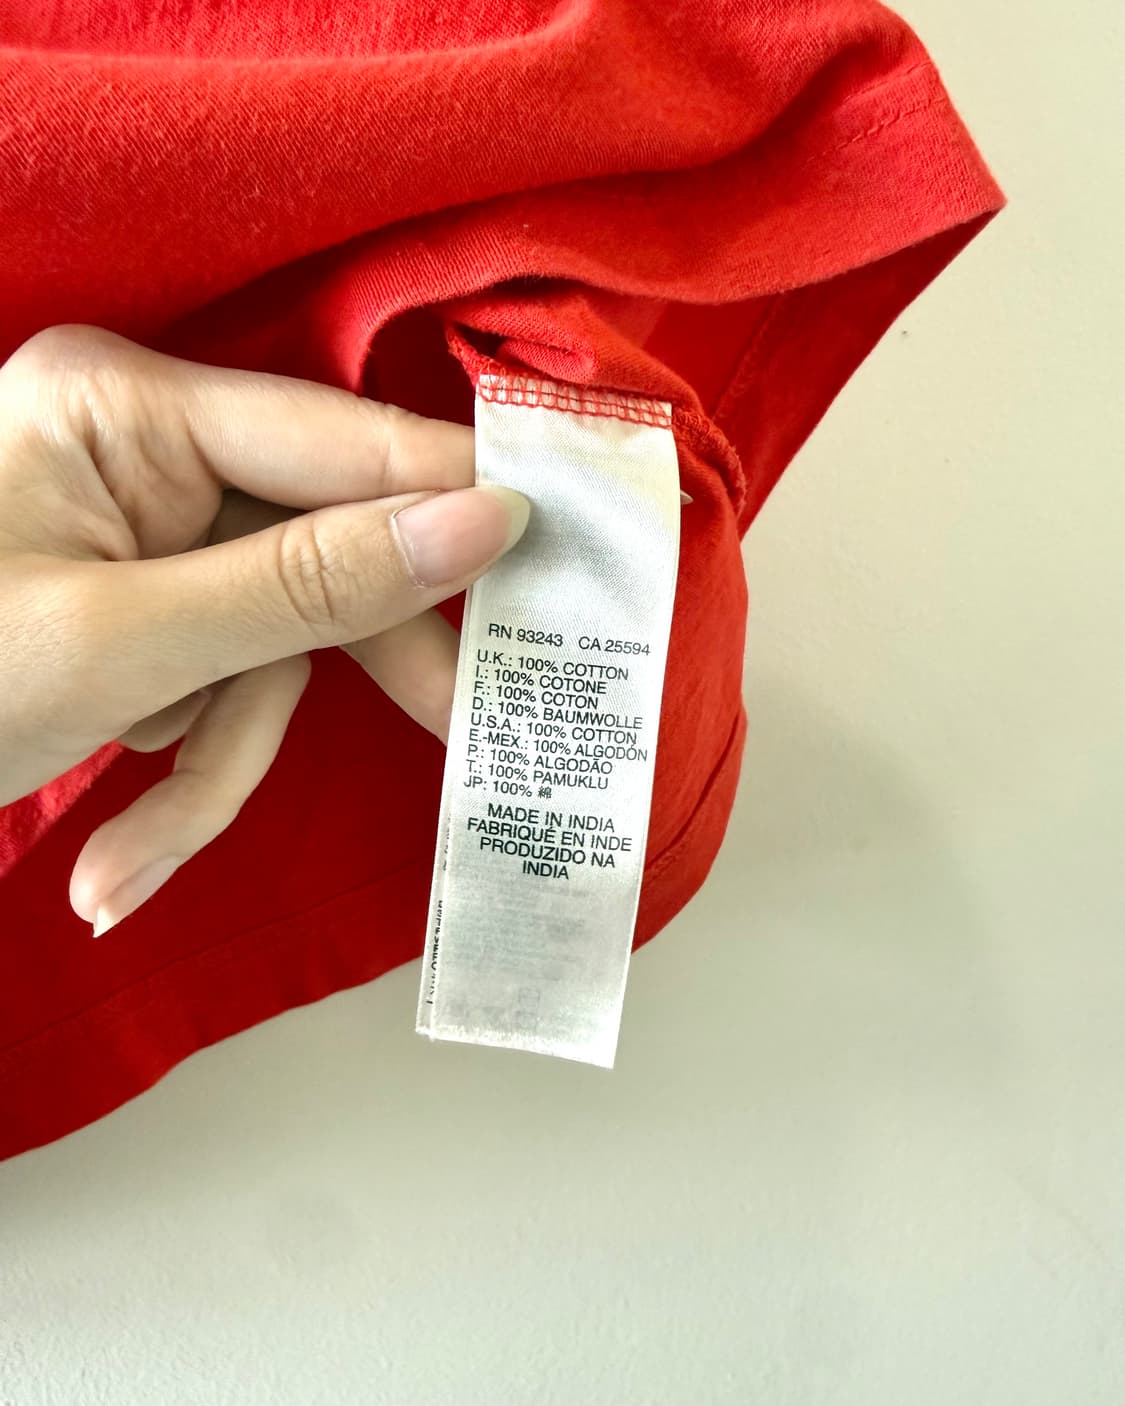 RN 93243 CA 25594
U.K.: 100% COTTON
I.: 100% COTONE
F.: 100% COTON
D.: 100% BAUMWOLLE
U.S.A.: 100% COTTON
E.-MEX.: 100% ALGODÓN
P.: 100% ALGODÃO
T.: 100% PAMUKLU
JP: 100% 綿
MADE IN INDIA
FABRIQUÉ EN INDE
PRODUZIDO NA
INDIA